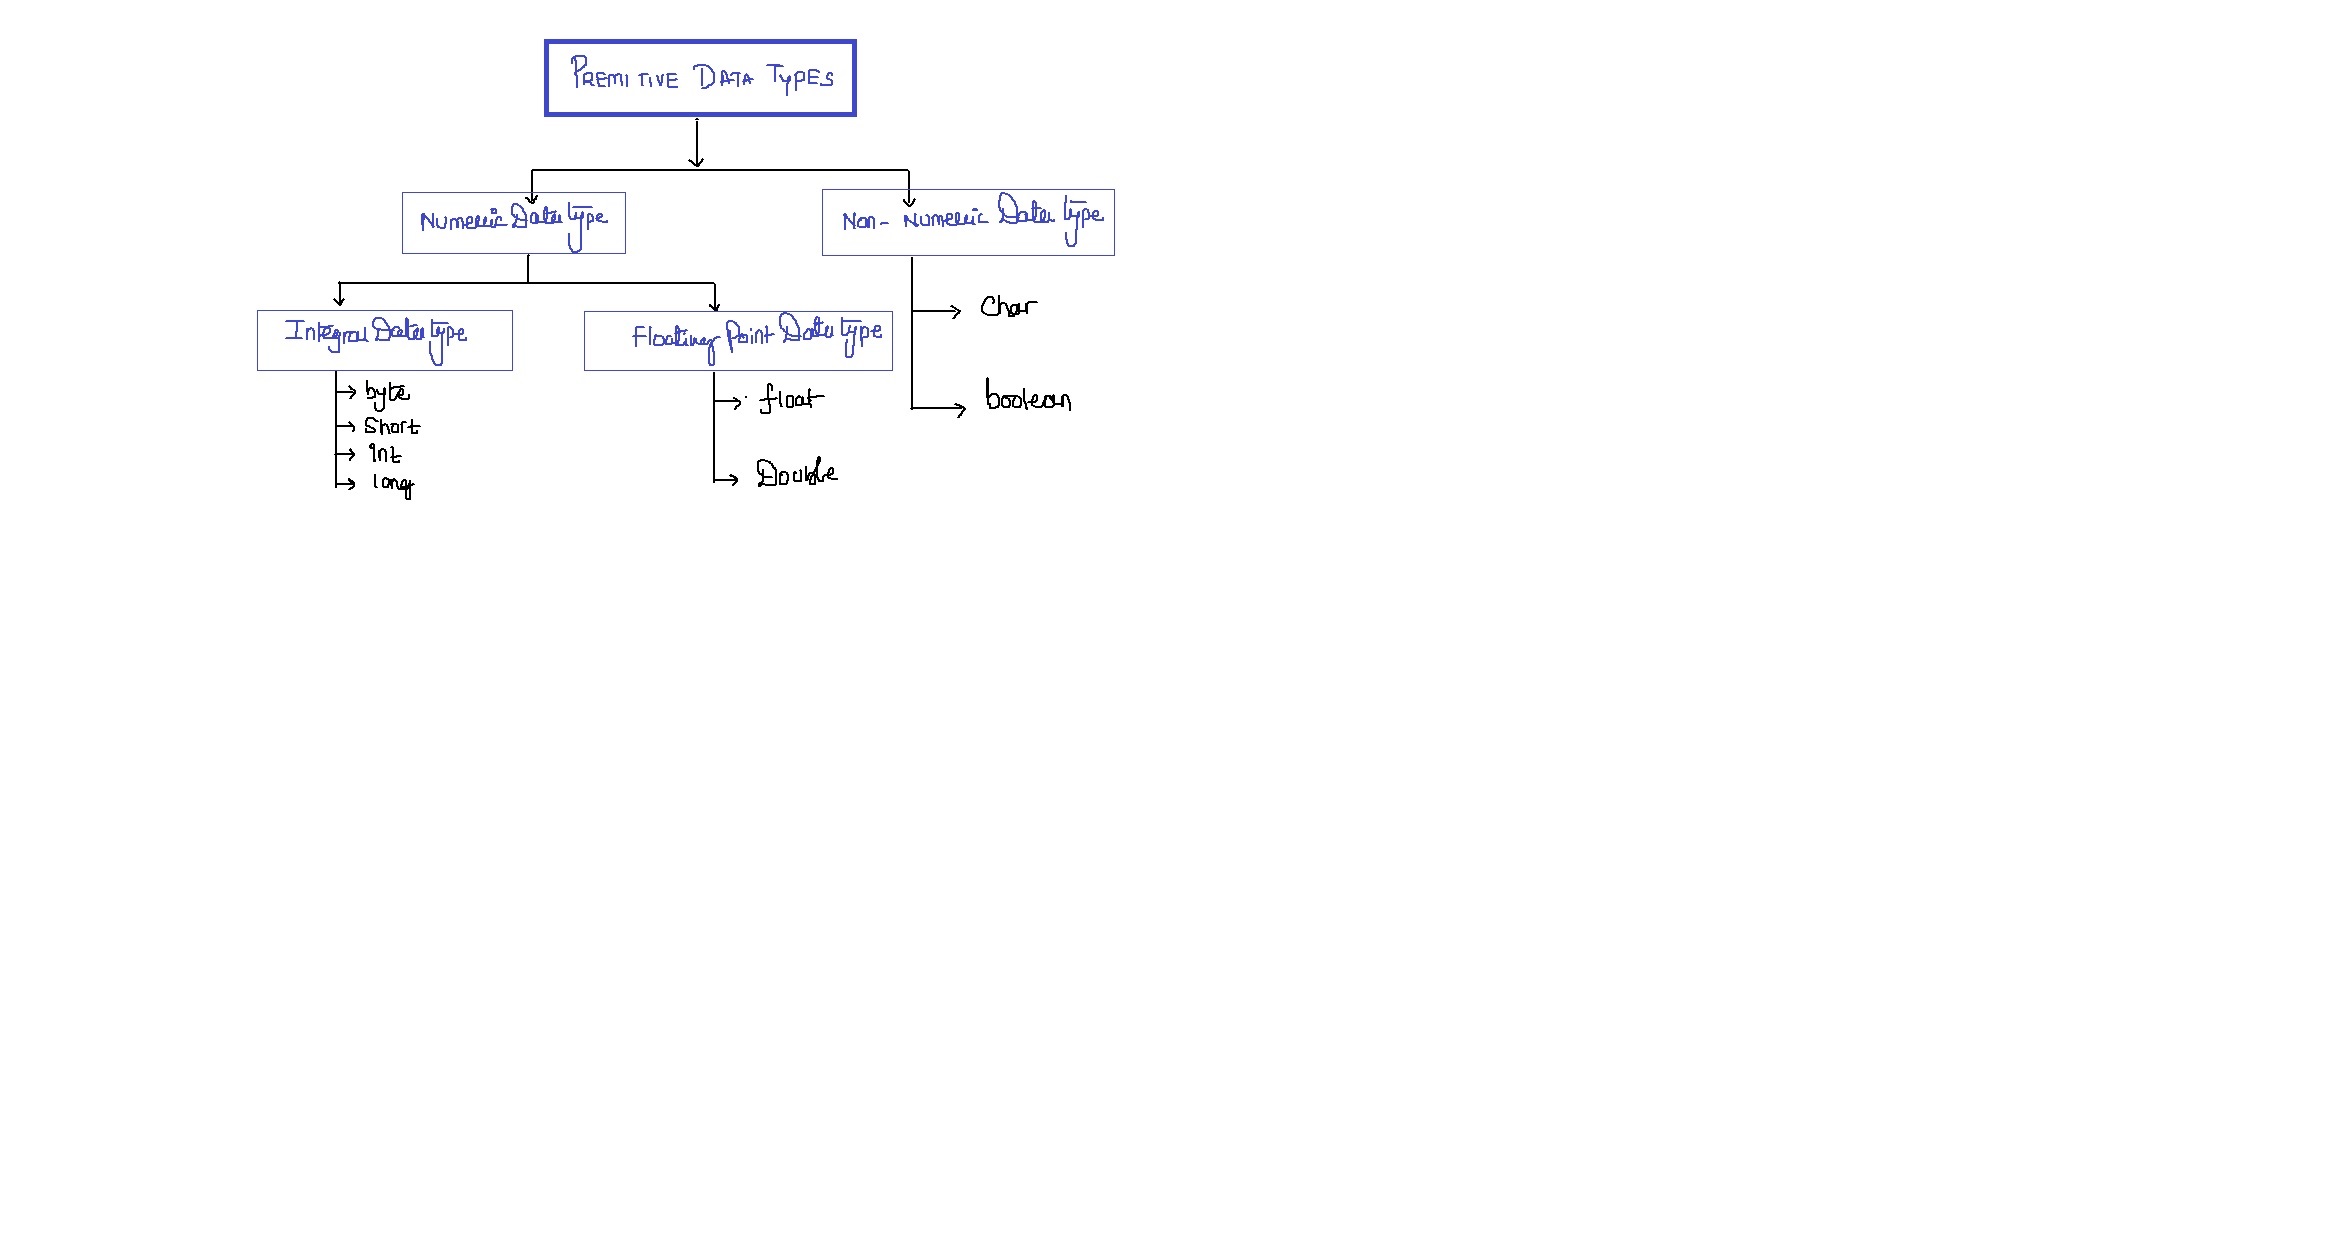 PREMITIVE DATA TYPES
Numeric Data type
Non- Numeric Data type
Integral Data type
Floating Point Data type
byte
Short
int
long
float
Double
Char
boolean